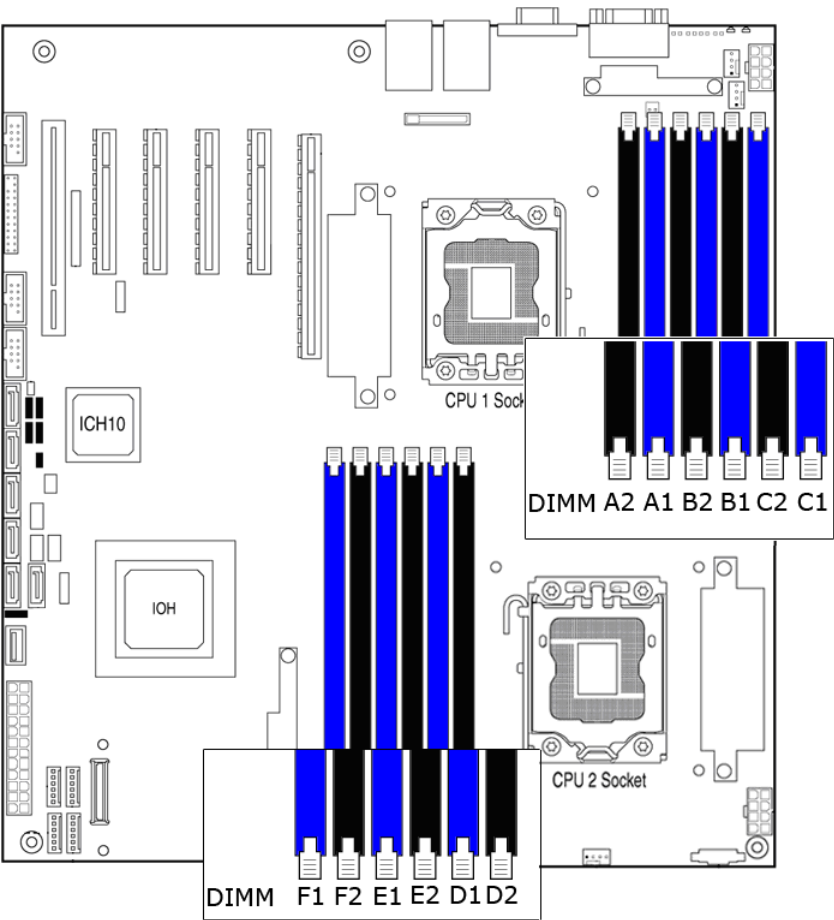 ICH10
CPU 1 Sock
DIMM A2 A1 B2 B1 C2 C1
IOH
CPU 2 Socket
DIMM F1 F2 E1 E2 D1 D2